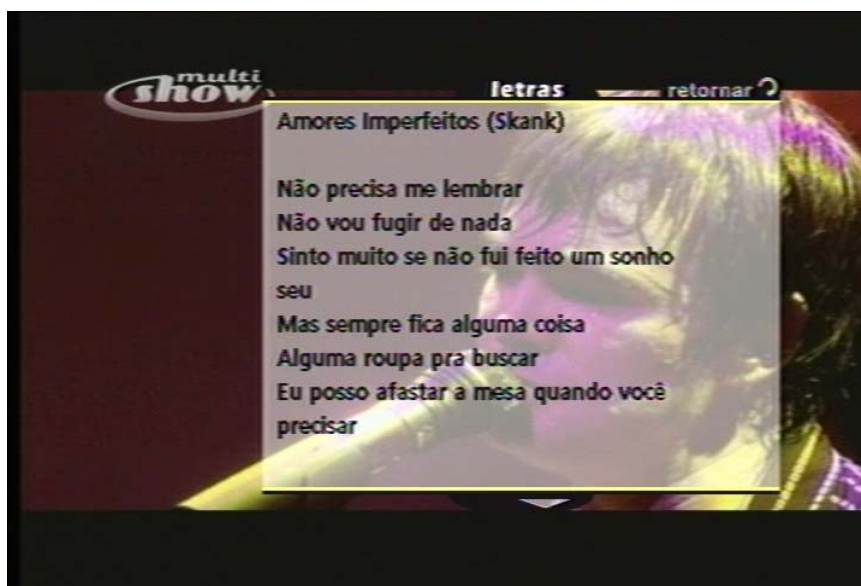 multi
show
letras
retornar
Amores Imperfeitos (Skank)
Não precisa me lembrar
Não vou fugir de nada
Sinto muito se não fui feito um sonho
seu
Mas sempre fica alguma coisa
Alguma roupa pra buscar
Eu posso afastar a mesa quando você
precisar